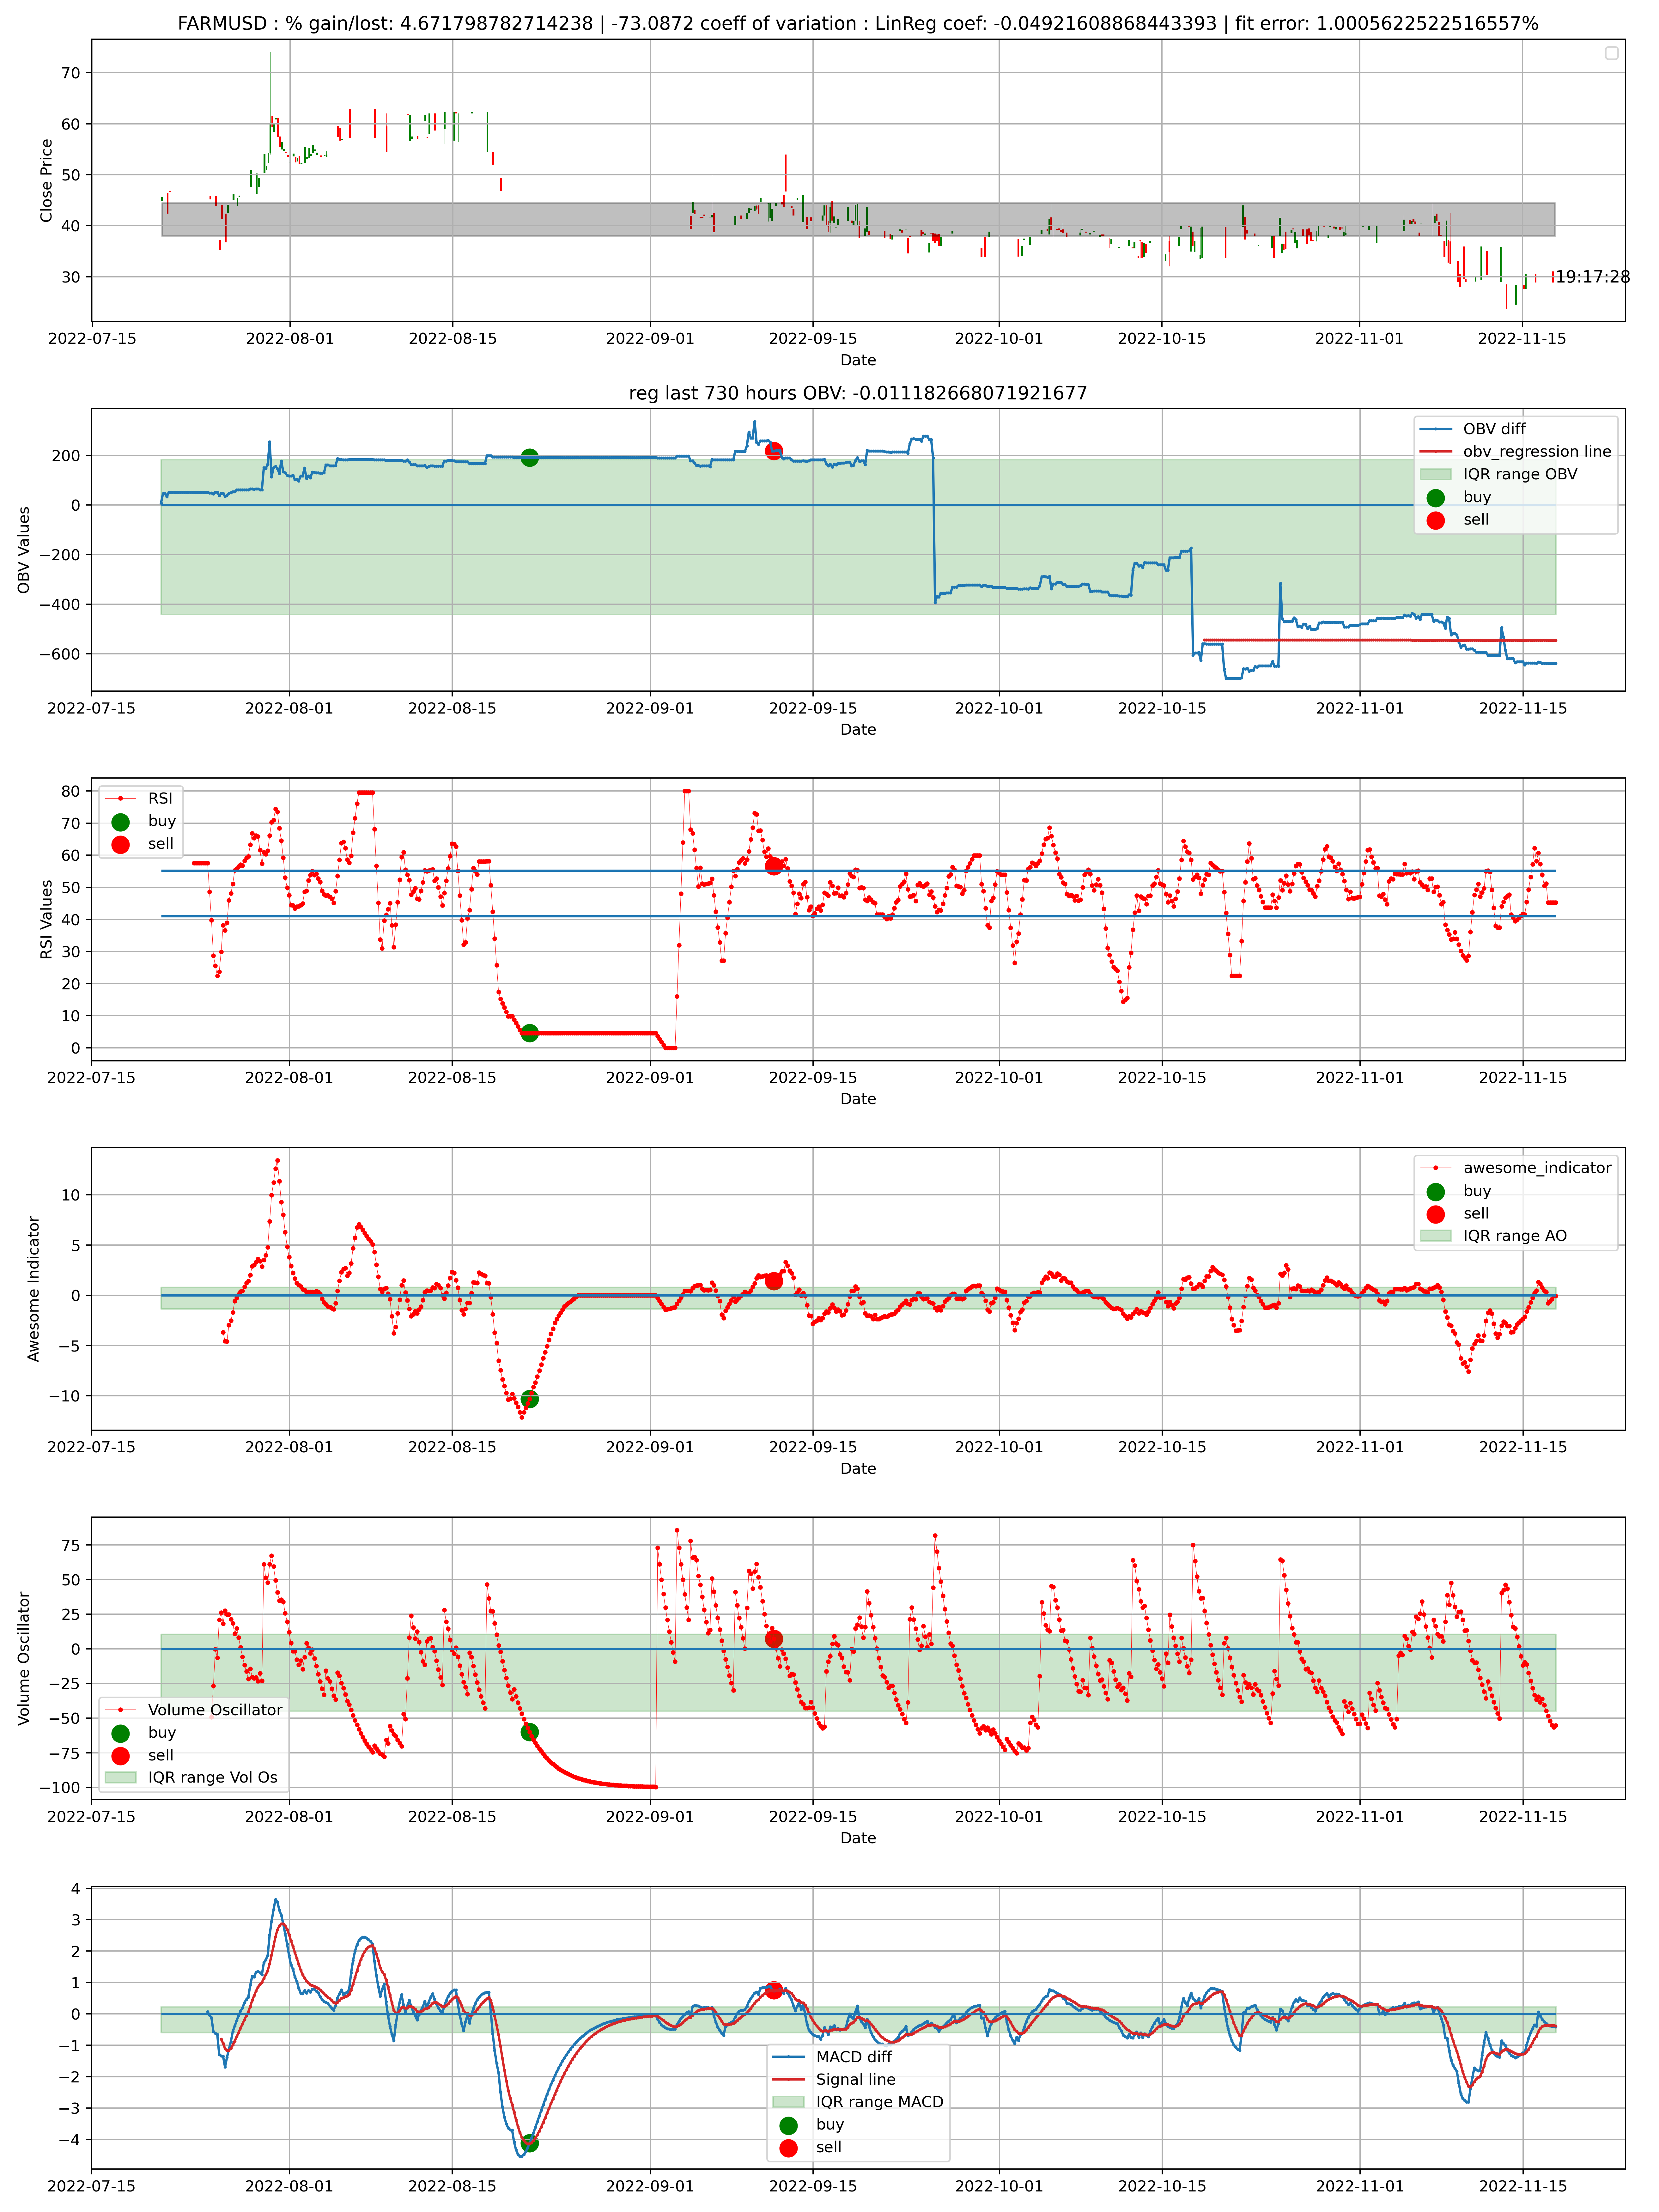 FARMUSD : % gain/lost: 4.671798782714238 | -73.0872 coeff of variation : LinReg coef: -0.04921608868443393 | fit error: 1.0005622522516557%
70
60
50
40
30
Close Price
19:17:28
2022-07-15 2022-08-01 2022-08-15 2022-09-01 2022-09-15 2022-10-01 2022-10-15 2022-11-01 2022-11-15
Date
reg last 730 hours OBV: -0.011182668071921677
200
0
−200
−400
−600
OBV Values
OBV diff
obv_regression line
IQR range OBV
buy
sell
2022-07-15 2022-08-01 2022-08-15 2022-09-01 2022-09-15 2022-10-01 2022-10-15 2022-11-01 2022-11-15
Date
80
70
60
50
40
30
20
10
0
RSI Values
RSI
buy
sell
2022-07-15 2022-08-01 2022-08-15 2022-09-01 2022-09-15 2022-10-01 2022-10-15 2022-11-01 2022-11-15
Date
10
5
0
−5
−10
Awesome Indicator
awesome_indicator
buy
sell
IQR range AO
2022-07-15 2022-08-01 2022-08-15 2022-09-01 2022-09-15 2022-10-01 2022-10-15 2022-11-01 2022-11-15
Date
75
50
25
0
−25
−50
−75
−100
Volume Oscillator
Volume Oscillator
buy
sell
IQR range Vol Os
2022-07-15 2022-08-01 2022-08-15 2022-09-01 2022-09-15 2022-10-01 2022-10-15 2022-11-01 2022-11-15
Date
4
3
2
1
0
−1
−2
−3
−4
MACD diff
Signal line
IQR range MACD
buy
sell
2022-07-15 2022-08-01 2022-08-15 2022-09-01 2022-09-15 2022-10-01 2022-10-15 2022-11-01 2022-11-15